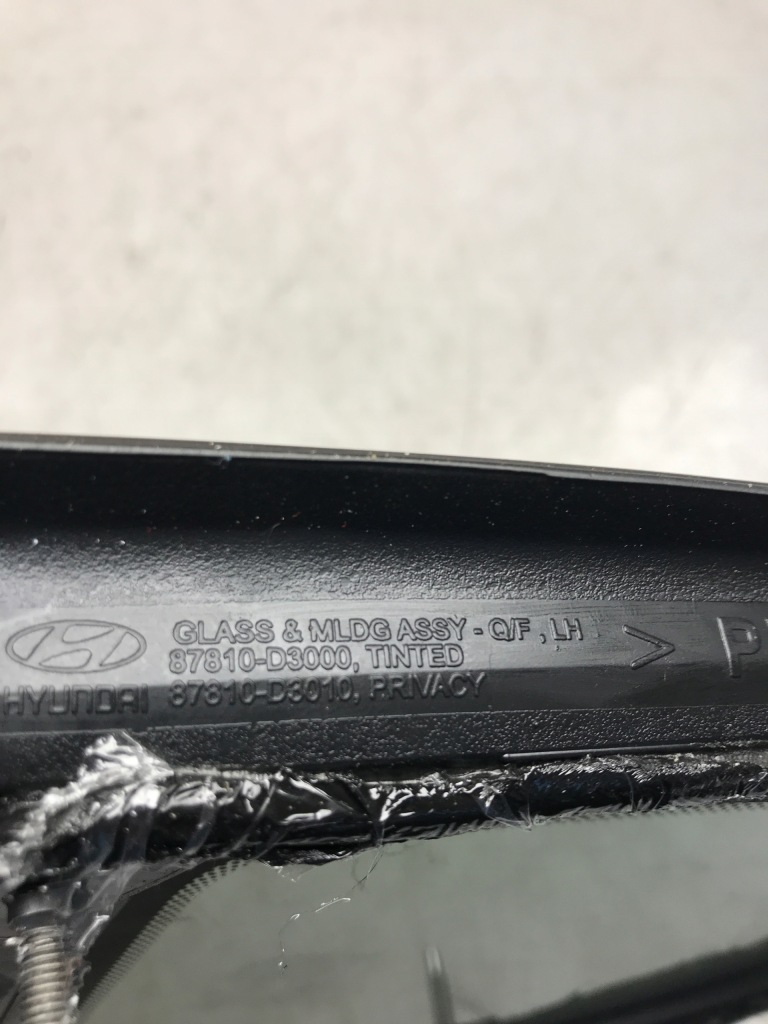 GLASS & MLDG ASSY - Q/F , LH
87810-D3000, TINTED
HYUNDAI 87810-D3010, PRIVACY
>